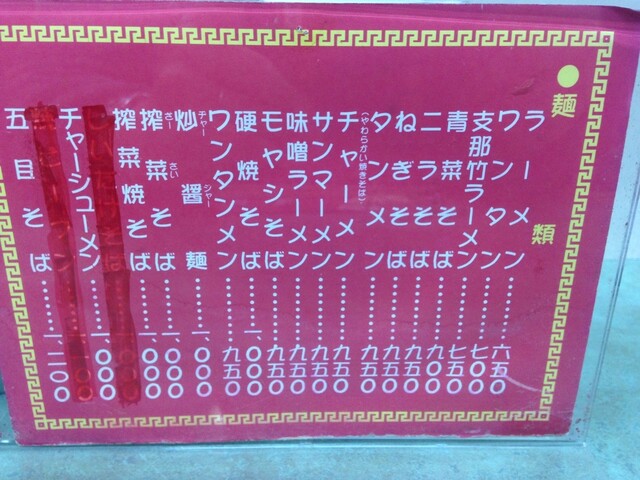 ●麺類
ラーメン……六五〇
ワンタン……七〇〇
支那竹ラーメン……七五〇
青菜そば……九〇〇
ニラそば……九五〇
ねぎそば……九五〇
タンメン……九五〇
チャーメン(やわらかい焼きそば)……九五〇
サンマーメン……九五〇
味噌ラーメン……九五〇
モヤシそば……九五〇
硬焼そば……一、〇〇〇
ワンタンメン……九五〇
炒醤麺……一、〇〇〇
搾菜そば……一、〇〇〇
搾菜焼そば……一、〇〇〇
チャーシューメン……一、〇〇〇
五目そば……一、二〇〇